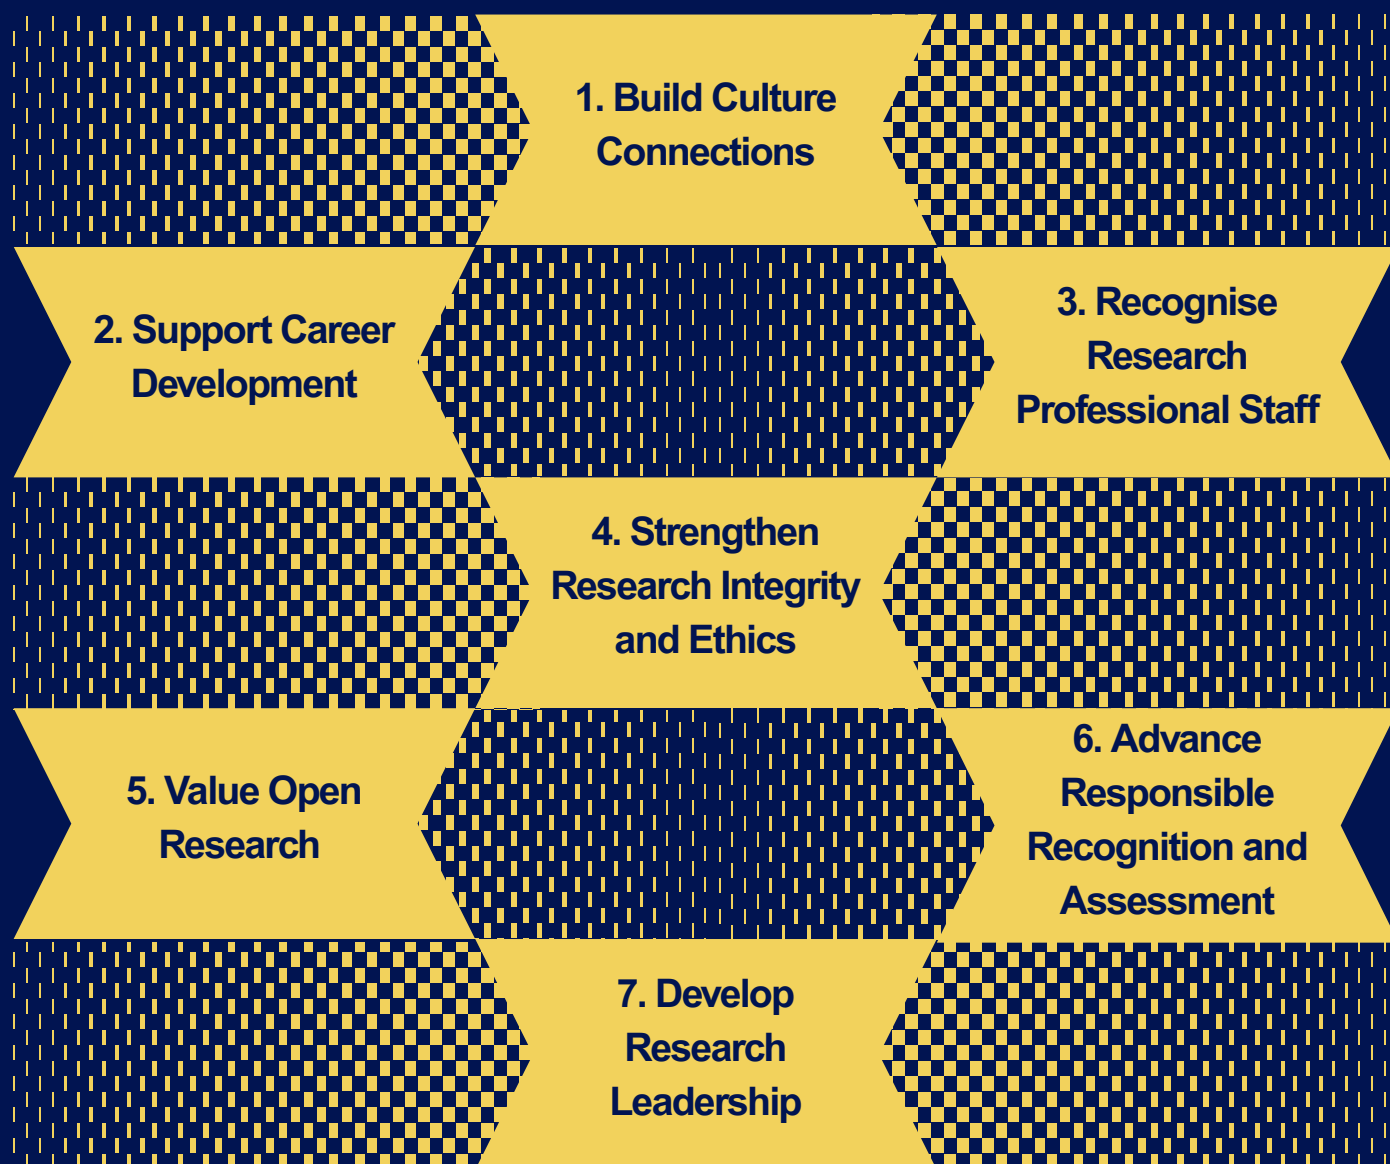 1. Build Culture
Connections
2. Support Career
Development
3. Recognise
Research
Professional Staff
4. Strengthen
Research Integrity
and Ethics
5. Value Open
Research
6. Advance
Responsible
Recognition and
Assessment
7. Develop
Research
Leadership